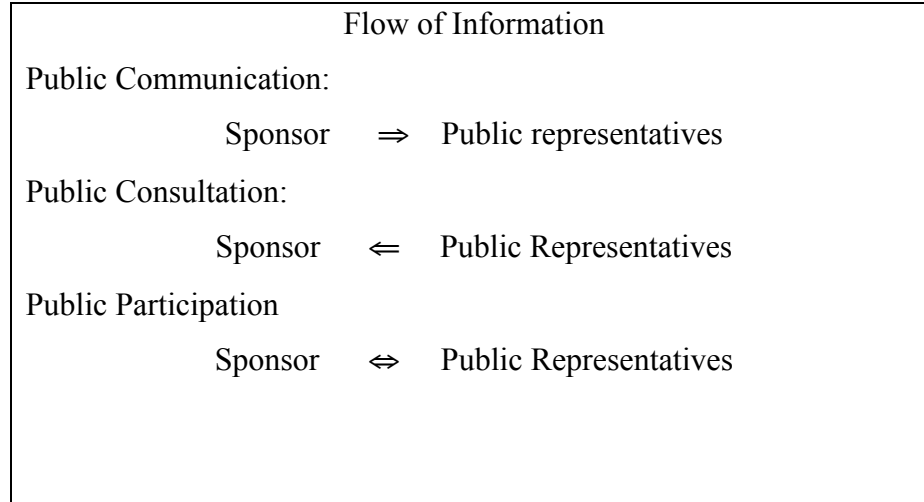 Flow of Information
Public Communication:
Sponsor ⇒ Public representatives
Public Consultation:
Sponsor ⇐ Public Representatives
Public Participation
Sponsor ⇔ Public Representatives